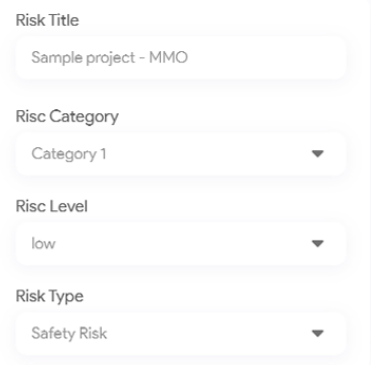 Risk Title
Sample project - MMO
Risc Category
Category 1
Risc Level
low
Risk Type
Safety Risk